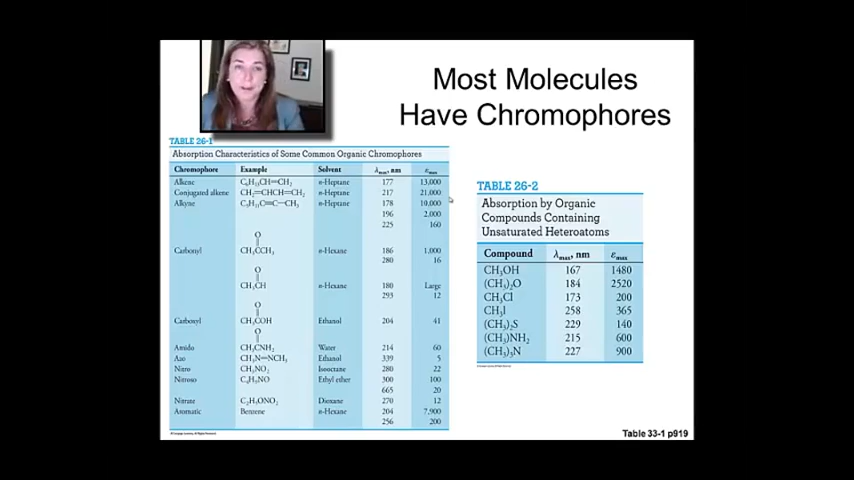 Most Molecules
Have Chromophores
TABLE 26-1
Absorption Characteristics of Some Common Organic Chromophores
Chromophore Example Solvent λmax, nm εmax
Alkene C₆H₁₃CH=CH₂ n-Heptane 177 13,000
Conjugated alkene CH₂=CHCH=CH₂ n-Heptane 217 21,000
Alkyne C₅H₁₁C≡C—CH₃ n-Heptane 178 10,000
196 2,000
225 160
O
Carbonyl CH₃CCH₃ n-Hexane 186 1,000
280 16
O
CH₃CH n-Hexane 180 Large
293 12
O
Carboxyl CH₃COH Ethanol 204 41
O
Amido CH₃CNH₂ Water 214 60
Azo CH₃N=NCH₃ Ethanol 339 5
Nitro CH₃NO₂ Isooctane 280 22
Nitroso C₄H₉NO Ethyl ether 300 100
665 20
Nitrate C₂H₅ONO₂ Dioxane 270 12
Aromatic Benzene n-Hexane 204 7,900
256 200
TABLE 26-2
Absorption by Organic
Compounds Containing
Unsaturated Heteroatoms
Compound λmax, nm εmax
CH₃OH 167 1480
(CH₃)₂O 184 2520
CH₃Cl 173 200
CH₃I 258 365
(CH₃)₂S 229 140
(CH₃)NH₂ 215 600
(CH₃)₃N 227 900
Table 33-1 p919